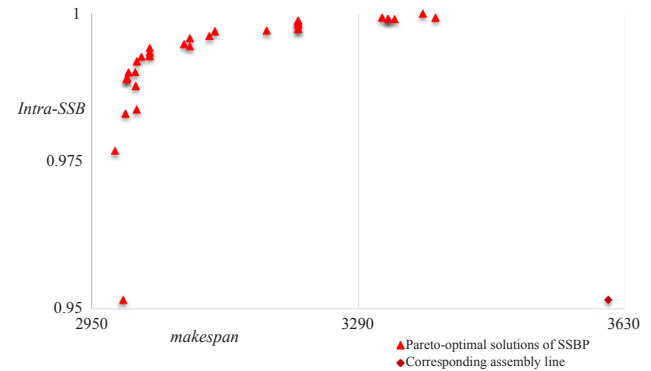 1
Intra-SSB
0.975
0.95
2950
3290
3630
makespan
Pareto-optimal solutions of SSBP
Corresponding assembly line